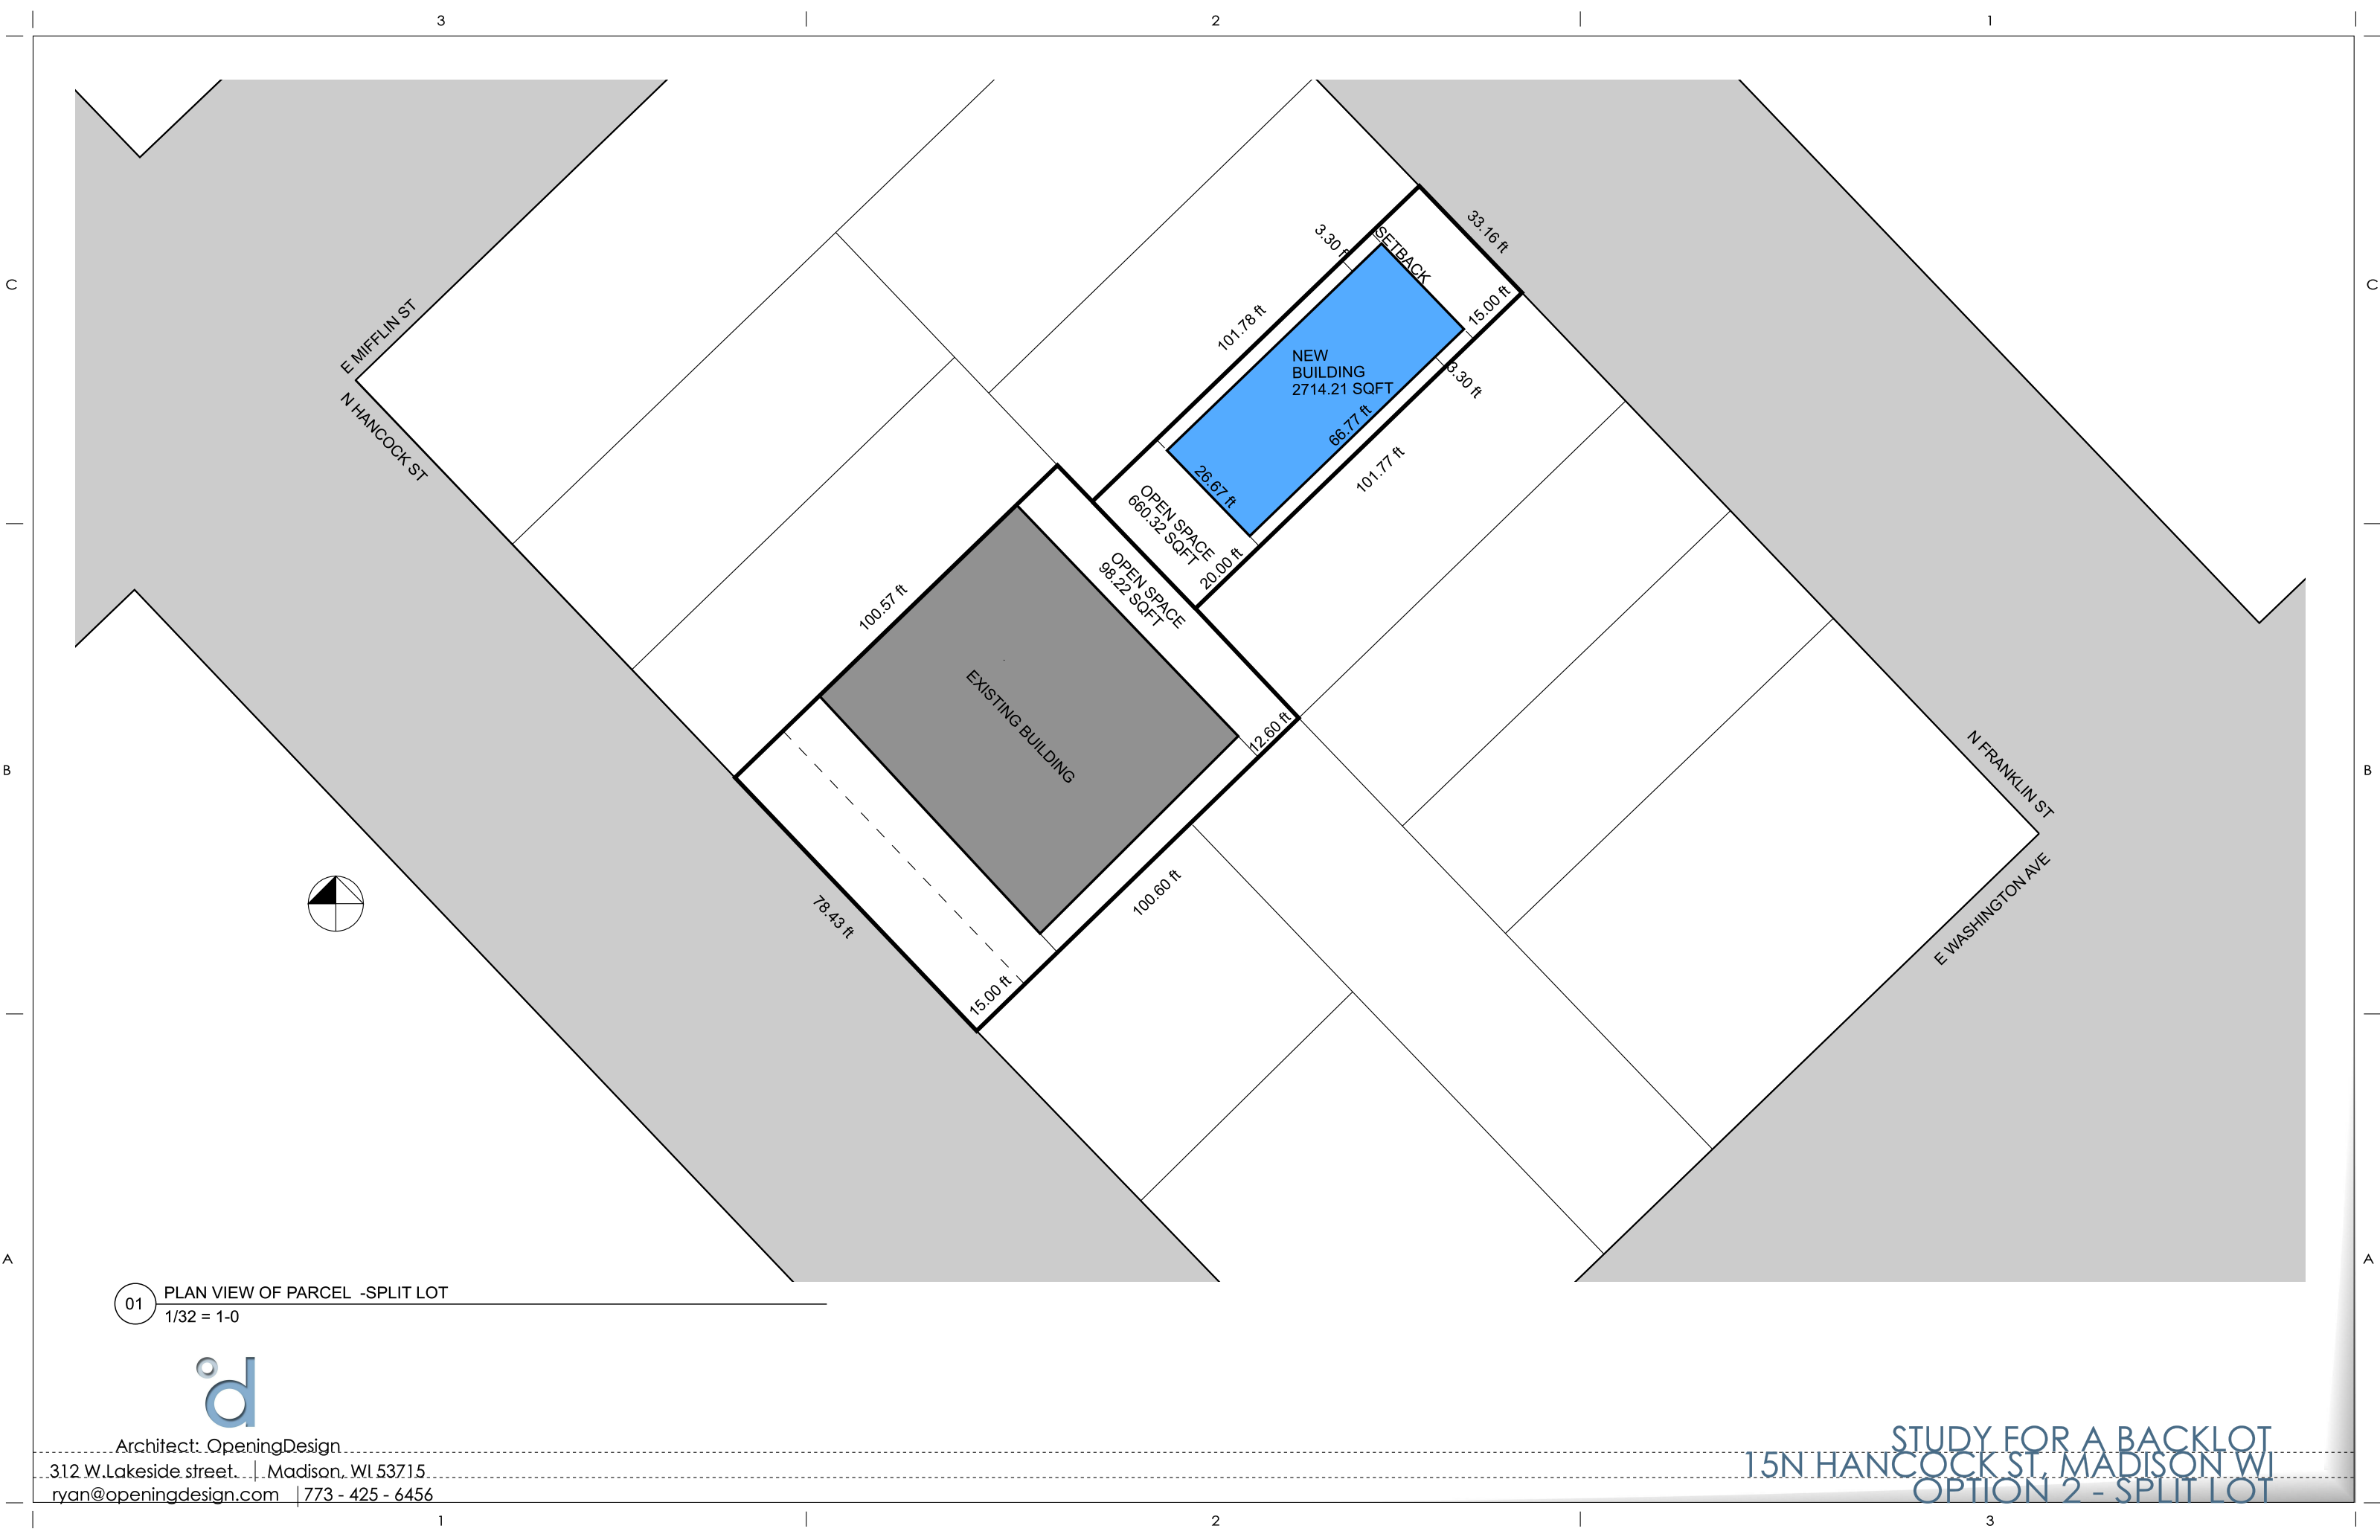 3 2 1
C
C
B
B
A
A
33.16 ft
3.30 ft
SETBACK
15.00 ft
101.78 ft
NEW
BUILDING
2714.21 SQFT
3.30 ft
66.77 ft
101.77 ft
26.67 ft
OPEN SPACE
660.32 SQFT
20.00 ft
E MIFFLIN ST
N HANCOCK ST
OPEN SPACE
98.22 SQFT
100.57 ft
EXISTING BUILDING
12.60 ft
100.60 ft
78.43 ft
15.00 ft
N FRANKLIN ST
E WASHINGTON AVE
01
PLAN VIEW OF PARCEL -SPLIT LOT
1/32 = 1-0
d
Architect: OpeningDesign
312 W.Lakeside street. | Madison, WI 53715
ryan@openingdesign.com | 773 - 425 - 6456
STUDY FOR A BACKLOT
15N HANCOCK ST, MADISON WI
OPTION 2 - SPLIT LOT
1 2 3